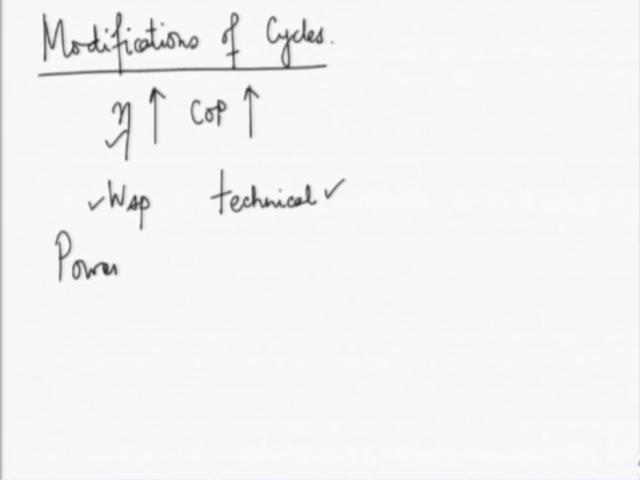 Modifications of Cycles.
η ↑ COP ↑
✓ Wsp technical ✓
Power